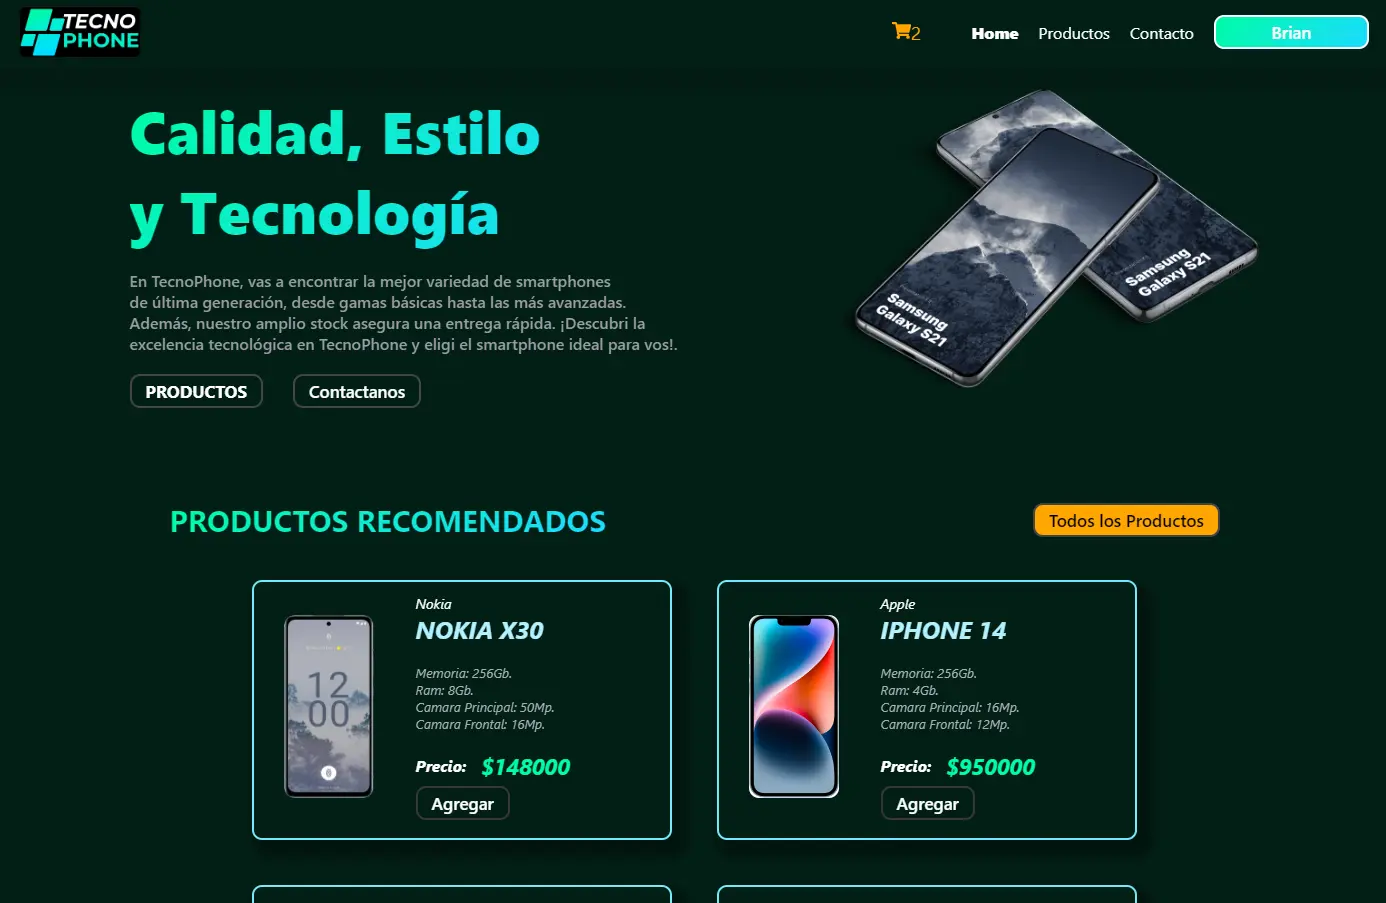 TECNO
PHONE
2
Home
Productos
Contacto
Brian
Calidad, Estilo
y Tecnología
En TecnoPhone, vas a encontrar la mejor variedad de smartphones
de última generación, desde gamas básicas hasta las más avanzadas.
Además, nuestro amplio stock asegura una entrega rápida. ¡Descubri la
excelencia tecnológica en TecnoPhone y eligi el smartphone ideal para vos!.
PRODUCTOS
Contactanos
Samsung
Galaxy S21
Samsung
Galaxy S21
PRODUCTOS RECOMENDADOS
Todos los Productos
Nokia
NOKIA X30
Memoria: 256Gb.
Ram: 8Gb.
Camara Principal: 50Mp.
Camara Frontal: 16Mp.
Precio: $148000
Agregar
12
00
Apple
IPHONE 14
Memoria: 256Gb.
Ram: 4Gb.
Camara Principal: 16Mp.
Camara Frontal: 12Mp.
Precio: $950000
Agregar